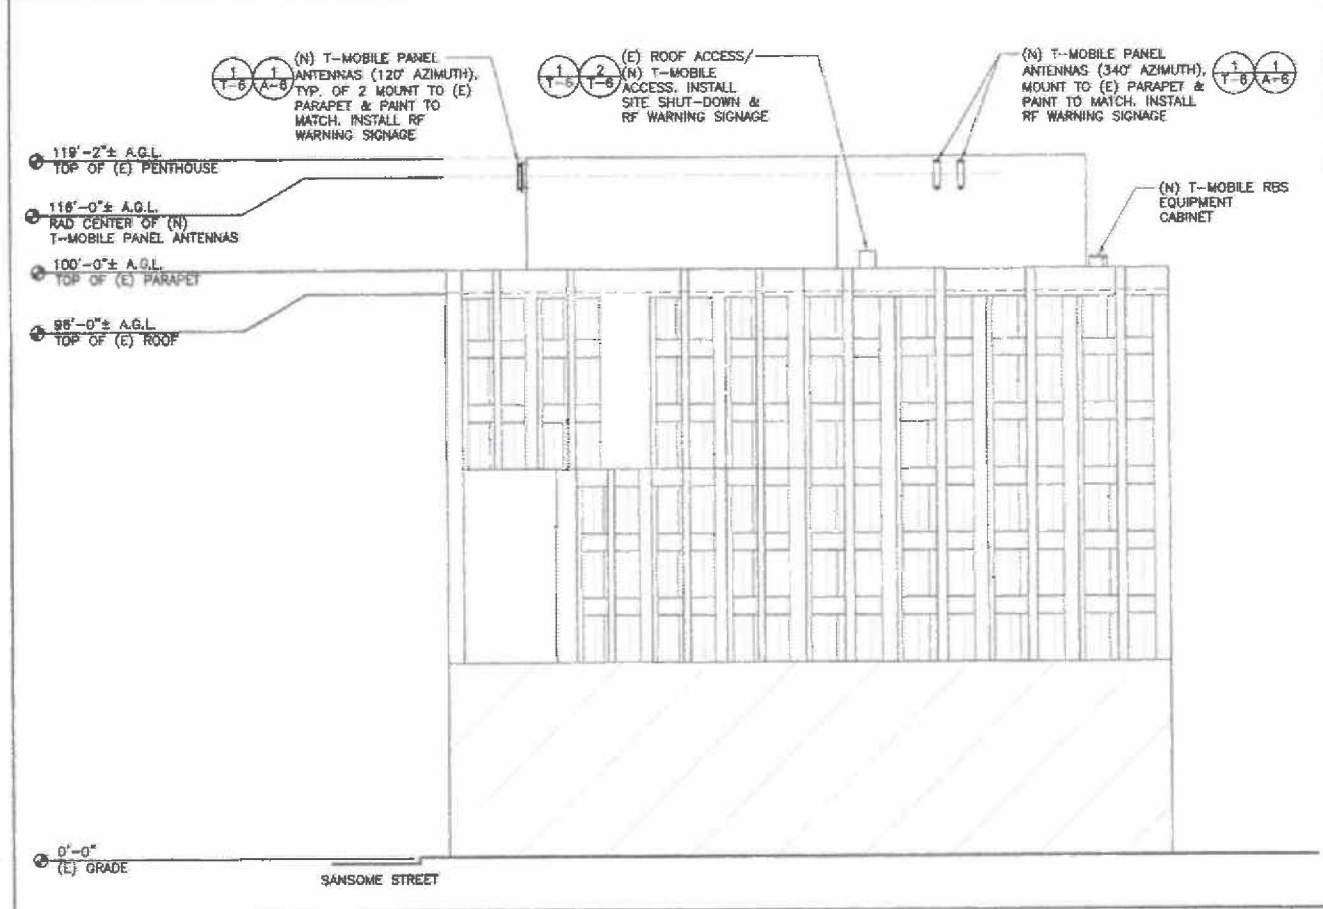 1
T-6
1
A-6
(N) T-MOBILE PANEL
ANTENNAS (120° AZIMUTH),
TYP. OF 2 MOUNT TO (E)
PARAPET & PAINT TO
MATCH. INSTALL RF
WARNING SIGNAGE
1
T-5
2
T-6
(E) ROOF ACCESS/
(N) T-MOBILE
ACCESS. INSTALL
SITE SHUT-DOWN &
RF WARNING SIGNAGE
(N) T-MOBILE PANEL
ANTENNAS (340° AZIMUTH),
MOUNT TO (E) PARAPET &
PAINT TO MATCH. INSTALL
RF WARNING SIGNAGE
1
T-6
1
A-6
119'-2"± A.G.L.
TOP OF (E) PENTHOUSE
116'-0"± A.G.L.
RAD CENTER OF (N)
T-MOBILE PANEL ANTENNAS
100'-0"± A.G.L.
TOP OF (E) PARAPET
96'-0"± A.G.L.
TOP OF (E) ROOF
(N) T-MOBILE RBS
EQUIPMENT
CABINET
0'-0"
(E) GRADE
SANSOME STREET